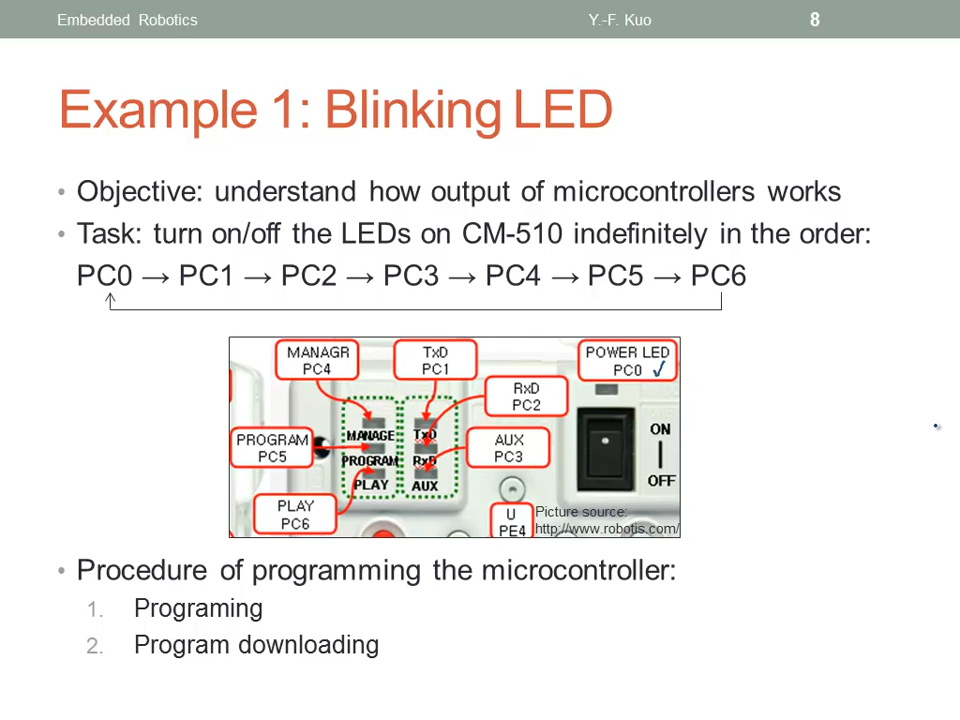 Embedded Robotics
Y.-F. Kuo
8
Example 1: Blinking LED
• Objective: understand how output of microcontrollers works
• Task: turn on/off the LEDs on CM-510 indefinitely in the order:
PC0 → PC1 → PC2 → PC3 → PC4 → PC5 → PC6
MANAGR
PC4
TxD
PC1
POWER LED
PC0 ✓
RxD
PC2
PROGRAM
PC5
AUX
PC3
PLAY
PC6
MANAGE
PROGRAM
PLAY
TxD
RxD
AUX
ON
OFF
U
PE4
Picture source:
http://www.robotis.com/
• Procedure of programming the microcontroller:
1. Programing
2. Program downloading